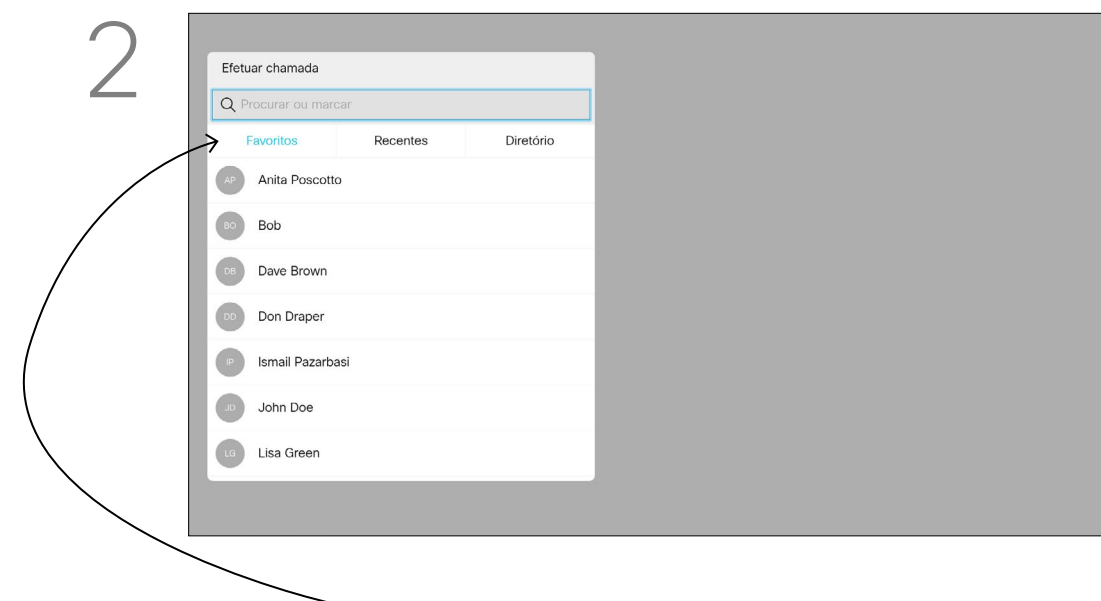 2
Efetuar chamada
Procurar ou marcar
Favoritos Recentes Diretório
AP Anita Poscotto
BO Bob
DB Dave Brown
DD Don Draper
IP Ismail Pazarbasi
JD John Doe
LG Lisa Green